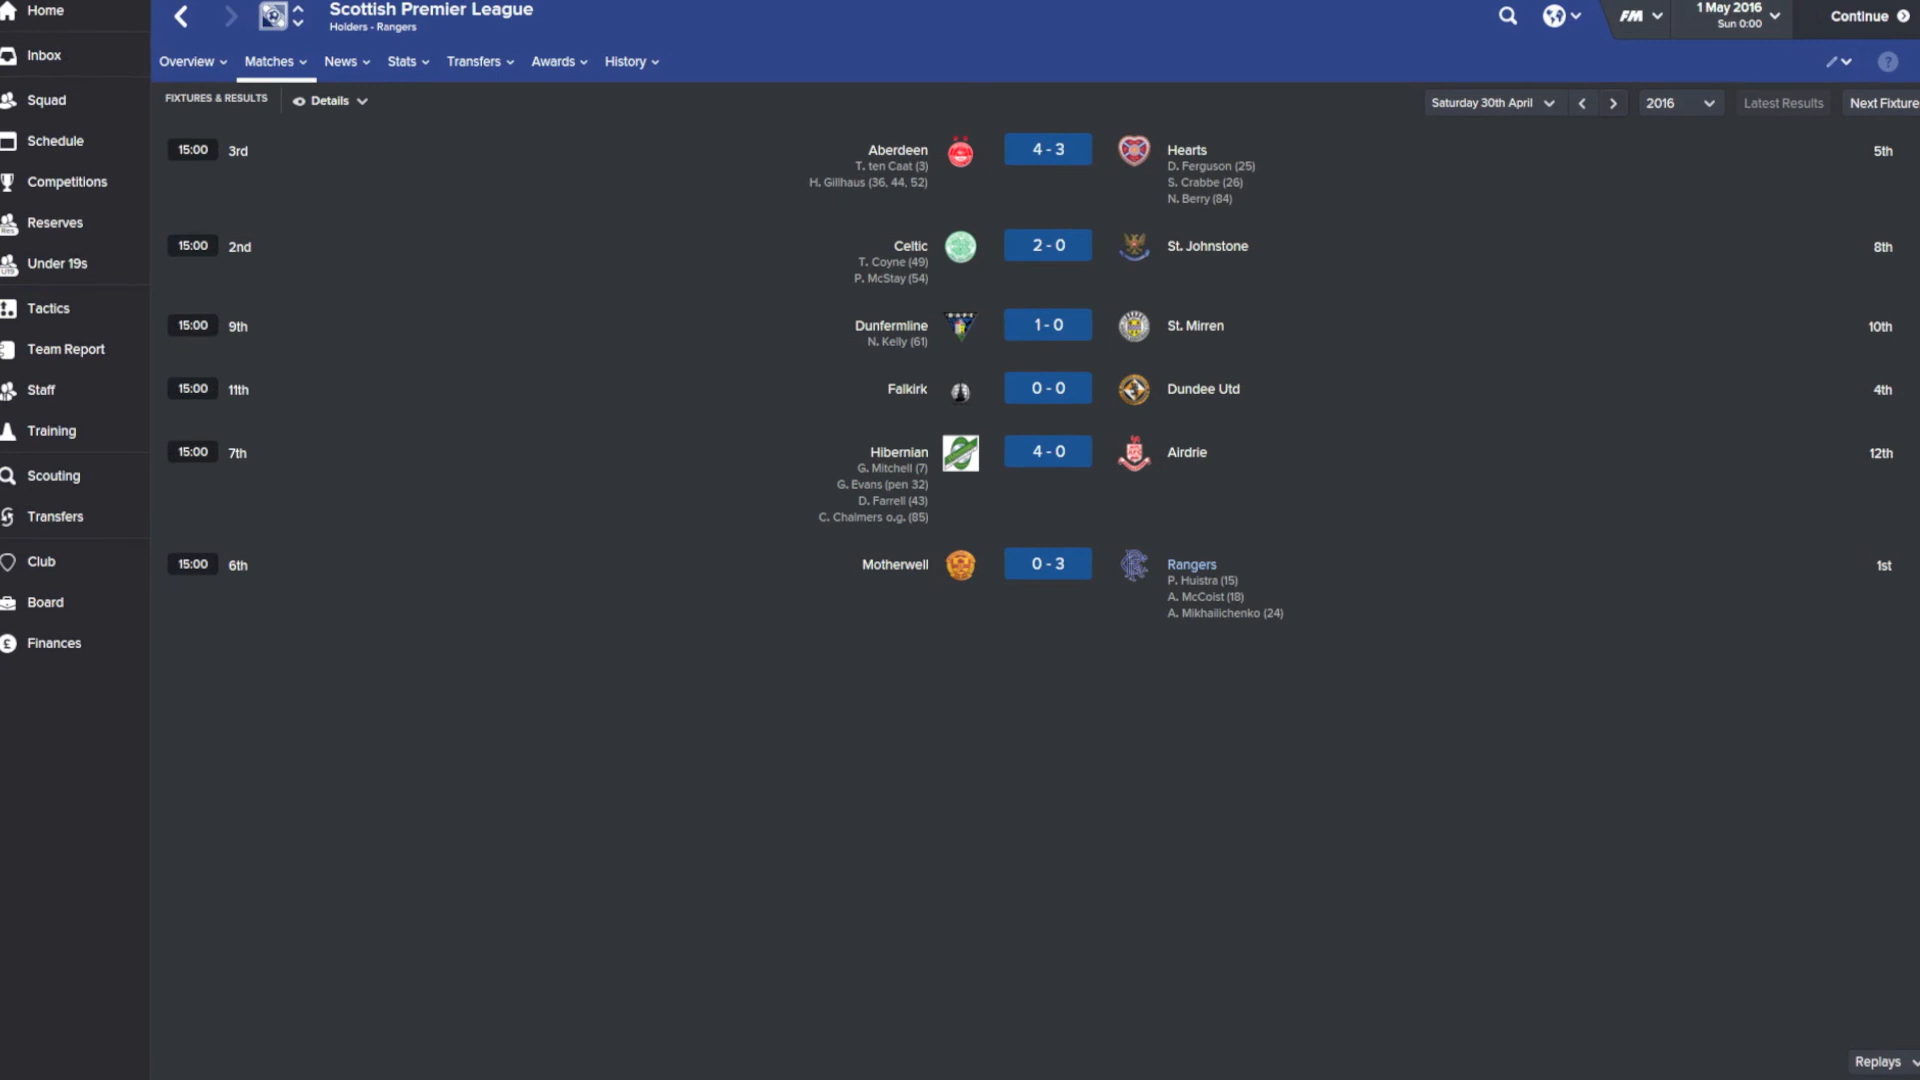 Home
Inbox
Squad
Schedule
Competitions
Reserves
Under 19s
Tactics
Team Report
Staff
Training
Scouting
Transfers
Club
Board
Finances
Scottish Premier League
Holders - Rangers
FM
1 May 2016
Sun 0:00
Continue
Overview Matches News Stats Transfers Awards History
?
FIXTURES & RESULTS Details
Saturday 30th April 2016 Latest Results Next Fixture
15:00 3rd Aberdeen 4 - 3 Hearts 5th
T. ten Caat (3)
H. Gillhaus (36, 44, 52)
D. Ferguson (25)
S. Crabbe (26)
N. Berry (84)
15:00 2nd Celtic 2 - 0 St. Johnstone 8th
T. Coyne (49)
P. McStay (54)
15:00 9th Dunfermline 1 - 0 St. Mirren 10th
N. Kelly (61)
15:00 11th Falkirk 0 - 0 Dundee Utd 4th
15:00 7th Hibernian 4 - 0 Airdrie 12th
G. Mitchell (7)
G. Evans (pen 32)
D. Farrell (43)
C. Chalmers o.g. (85)
15:00 6th Motherwell 0 - 3 Rangers 1st
P. Huistra (15)
A. McCoist (18)
A. Mikhailichenko (24)
Replays